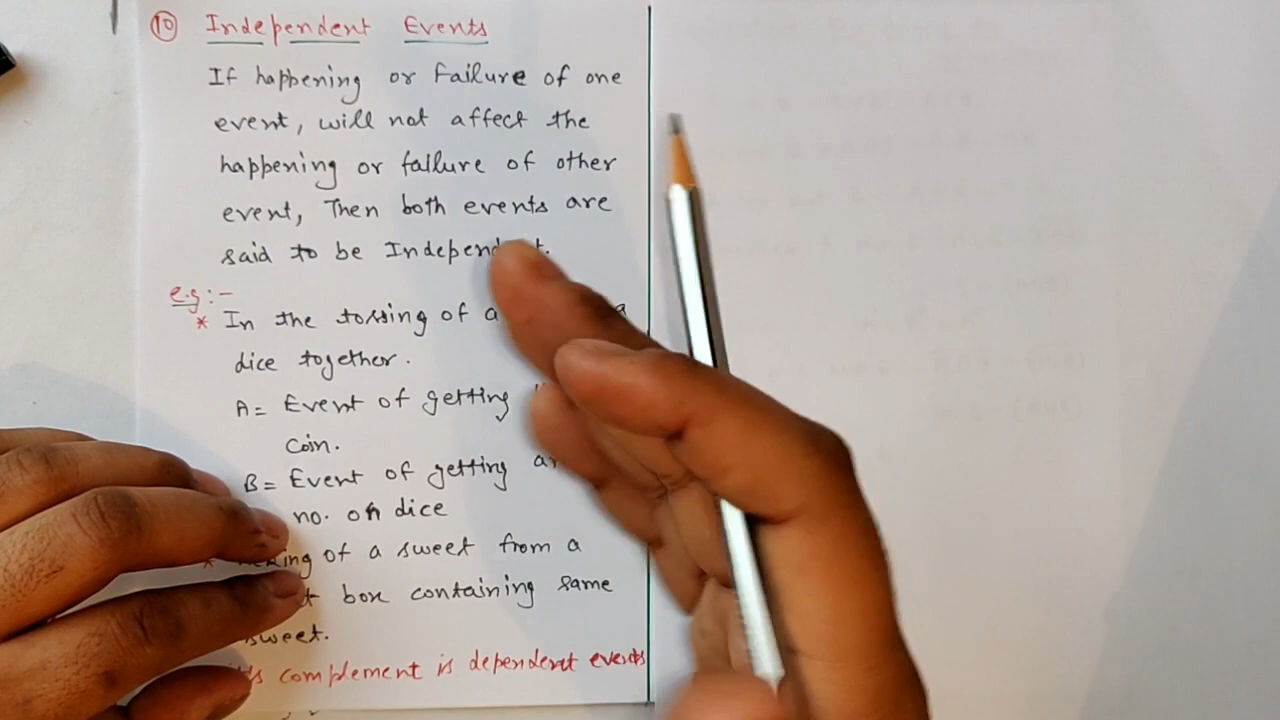 10 Independent Events
If happening or Failure of one
event, will not affect the
happening or failure of other
event, Then both events are
said to be
e.g :-
* In the tossing of a a
dice together.
A = Event of getting
coin.
B = Event of getting
no. on dice
* of a sweet from a
box containing same
sweet.
complement is dependent events